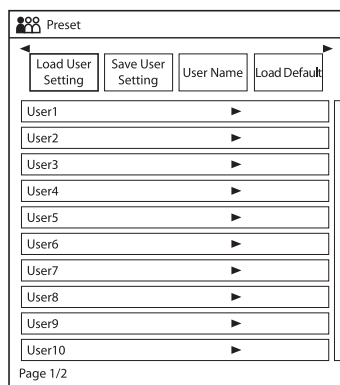 Preset
Load User
Setting
Save User
Setting
User Name
Load Default
User1
User2
User3
User4
User5
User6
User7
User8
User9
User10
Page 1/2